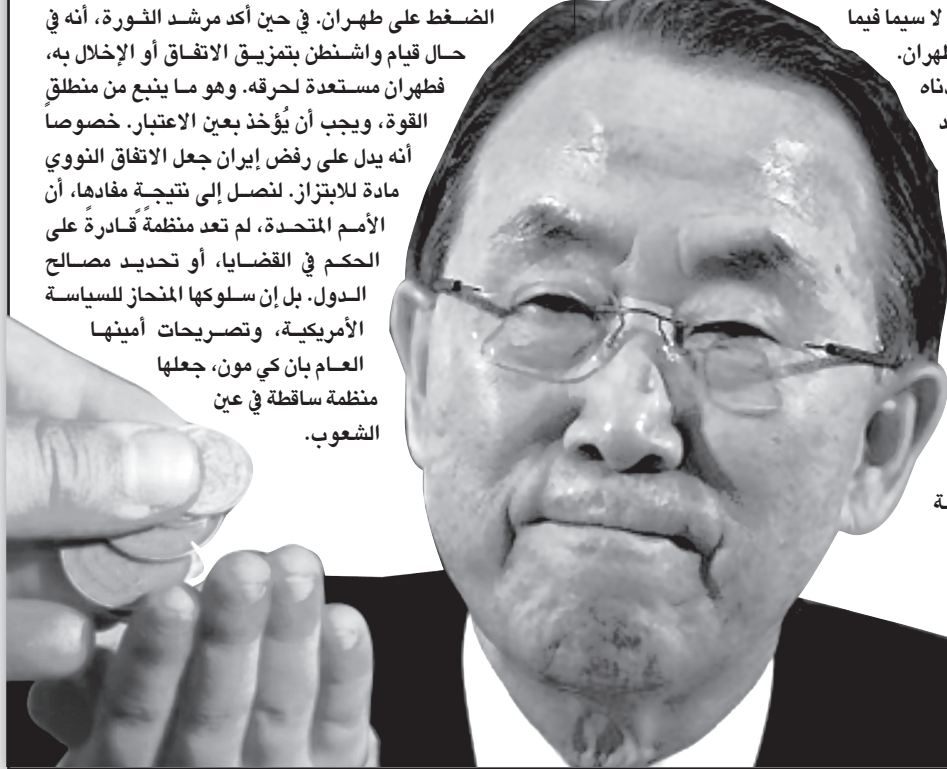 الضغط على طهران. في حين أكد مرشد الثورة، أنه في
حال قيام واشنطن بتمزيق الاتفاق أو الإخلال به،
فطهران مستعدة لحرقه. وهو ما ينبع من منطلق
القوة، ويجب أن يُؤخذ بعين الاعتبار. خصوصاً
أنه يدل على رفض إيران جعل الاتفاق النووي
مادة للابتزاز. لنصل إلى نتيجةٍ مفادها، أن
الأمم المتحدة، لم تعد منظمةً قادرةً على
الحكم في القضايا، أو تحديد مصالح
الدول. بل إن سلوكها المنحاز للسياسة
الأمريكية، وتصريحات أمينها
العام بان كي مون، جعلها
منظمة ساقطة في عين
الشعوب.
لا سيما فيما